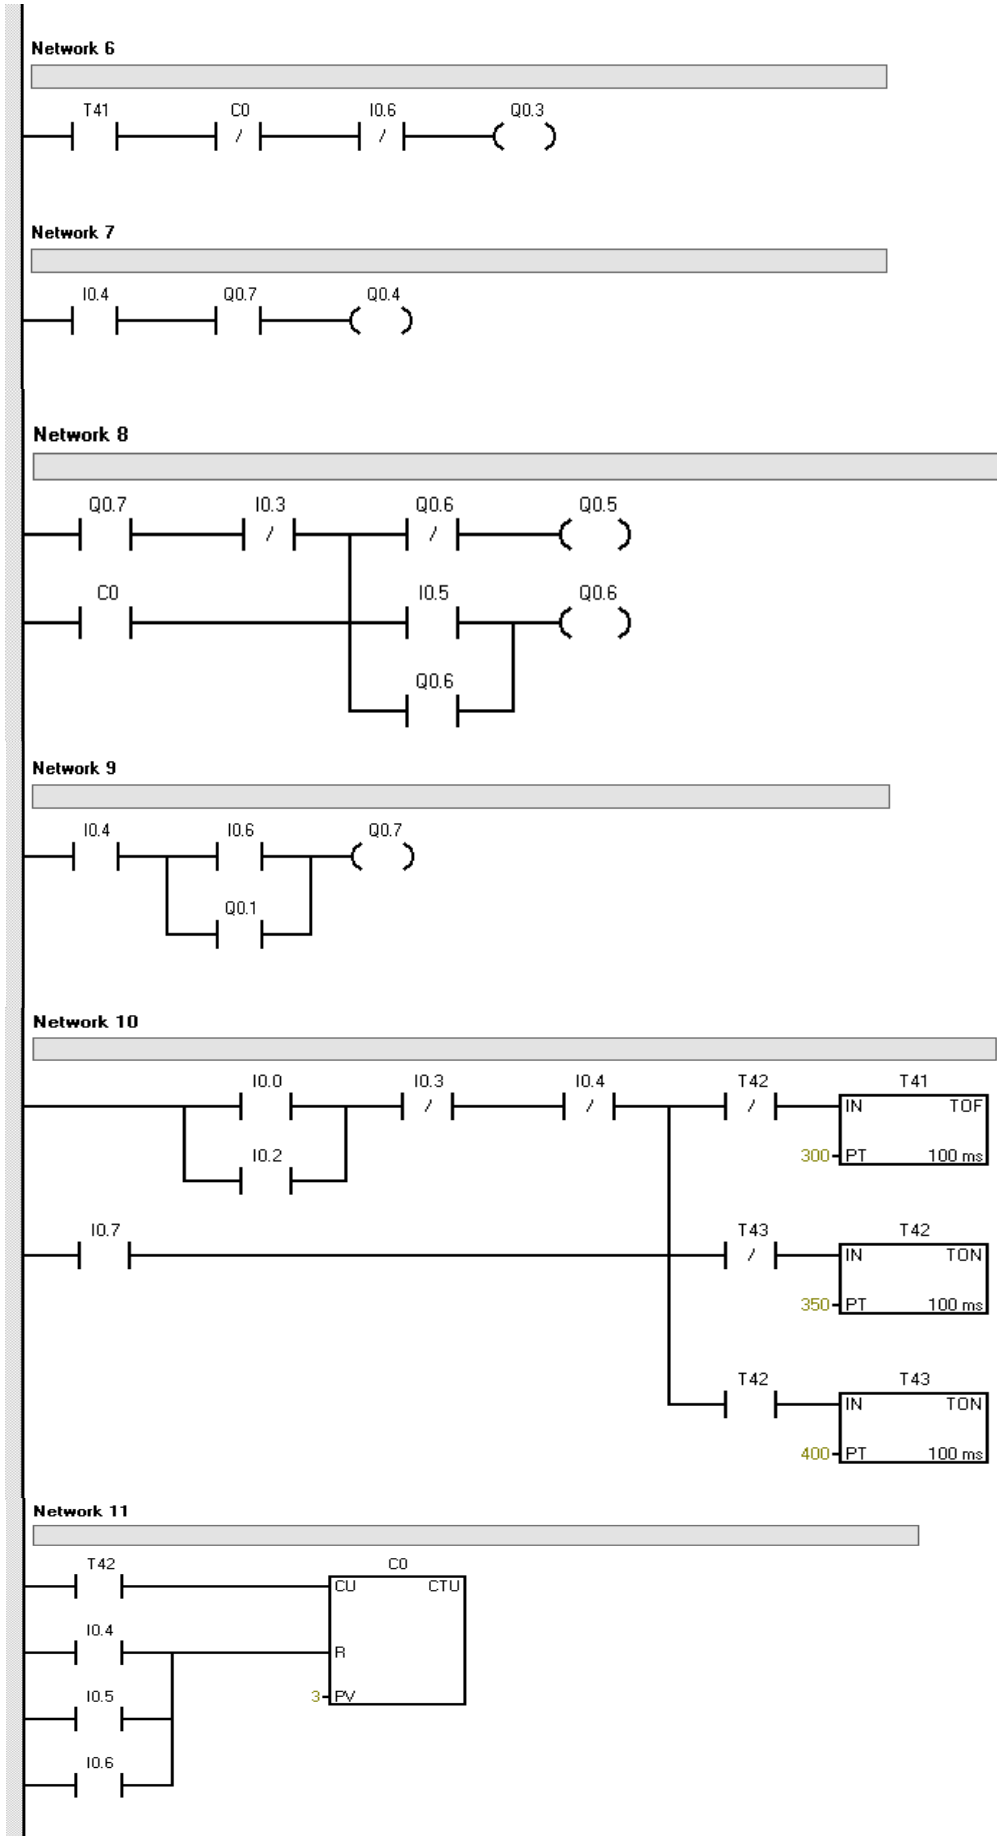 Network 6
T41 C0 I0.6 Q0.3
/ /
Network 7
I0.4 Q0.7 Q0.4
Network 8
Q0.7 I0.3 Q0.6 Q0.5
/ /
C0 I0.5 Q0.6
Q0.6
Network 9
I0.4 I0.6 Q0.7
Q0.1
Network 10
I0.0 I0.3 I0.4 T42 T41
/ / / IN TOF
I0.2 300 PT 100 ms
I0.7 T43 T42
/ IN TON
350 PT 100 ms
T42 T43
IN TON
400 PT 100 ms
Network 11
T42 C0
CU CTU
I0.4
R
I0.5 3 PV
I0.6